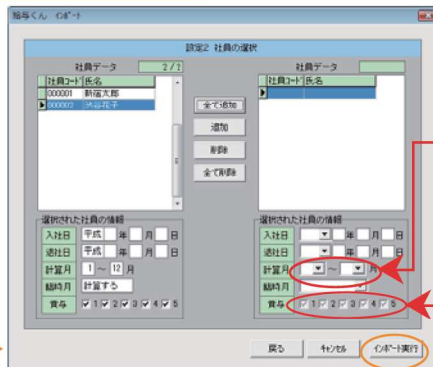 給与くん インポート
設定2 社員の選択
社員データ 2 / 2
社員コード 氏名
000001 新宿太郎
000002 渋谷花子
全て追加
追加
削除
全て削除
社員データ
社員コード 氏名
選択された社員の情報
入社日 平成 年 月 日
退社日 平成 年 月 日
計算月 1 ～ 12 月
臨時月 計算する
賞与 1 2 3 4 5
選択された社員の情報
入社日 年 月 日
退社日 年 月 日
計算月 ～ 月
臨時月
賞与 1 2 3 4 5
戻る キャンセル インポート実行